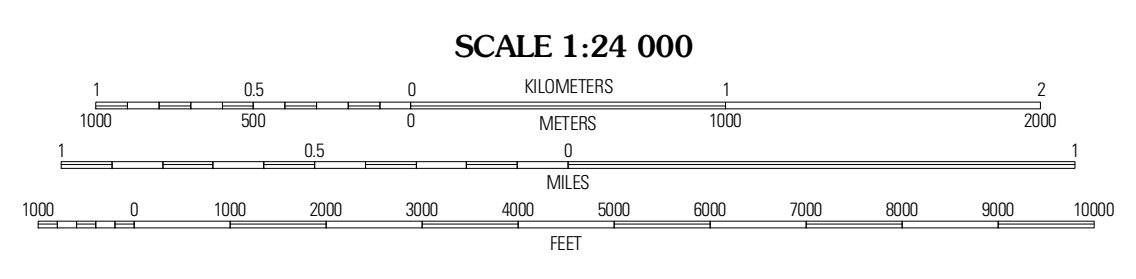 SCALE 1:24 000
1 0.5 0 KILOMETERS 1 2
1000 500 0 METERS 1000 2000
1 0.5 0 1
MILES
1000 0 1000 2000 3000 4000 5000 6000 7000 8000 9000 10000
FEET